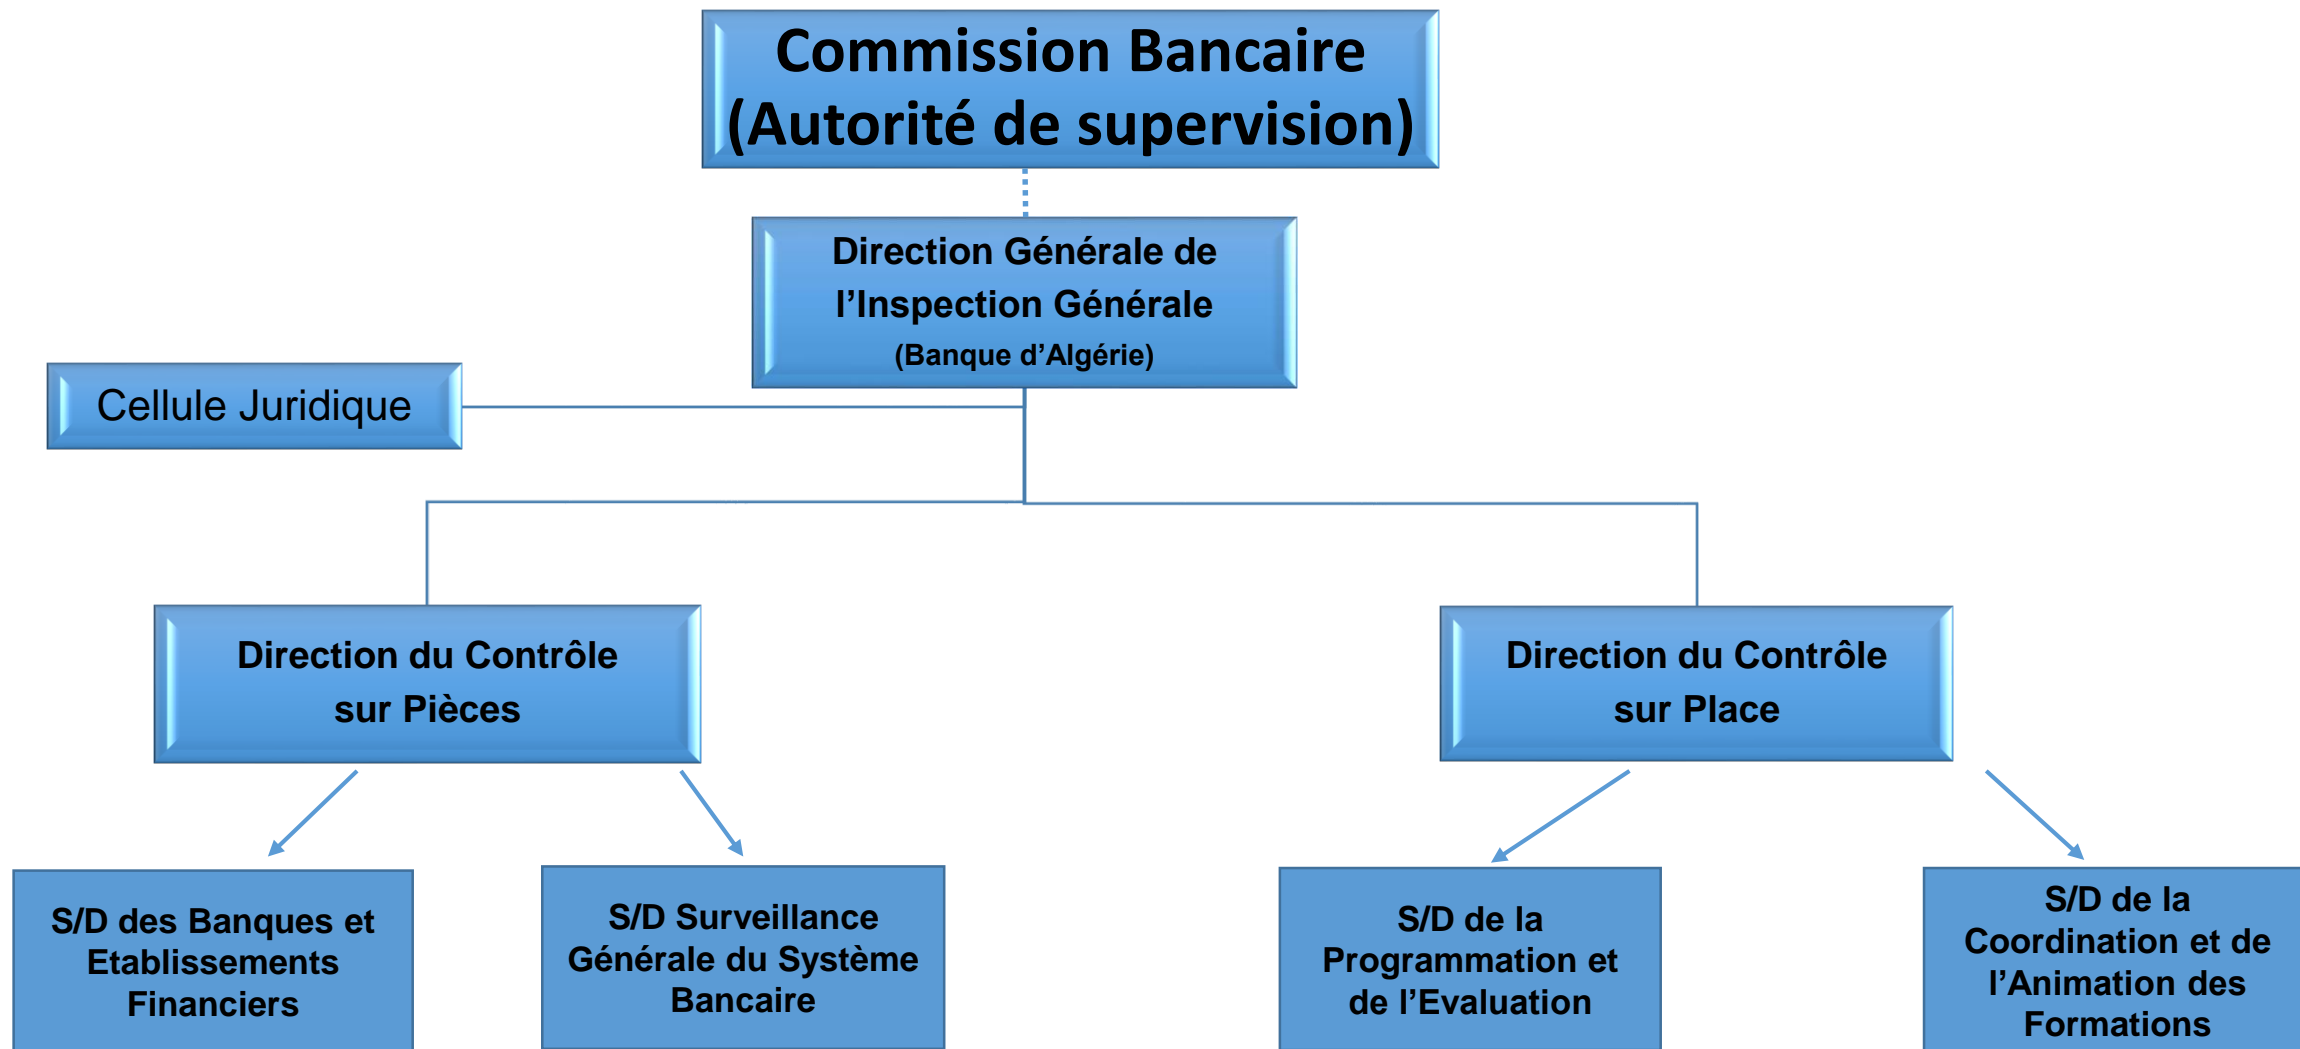 Commission Bancaire
(Autorité de supervision)
Direction Générale de
l’Inspection Générale
(Banque d’Algérie)
Cellule Juridique
Direction du Contrôle
sur Pièces
Direction du Contrôle
sur Place
S/D des Banques et
Etablissements
Financiers
S/D Surveillance
Générale du Système
Bancaire
S/D de la
Programmation et
de l’Evaluation
S/D de la
Coordination et de
l’Animation des
Formations